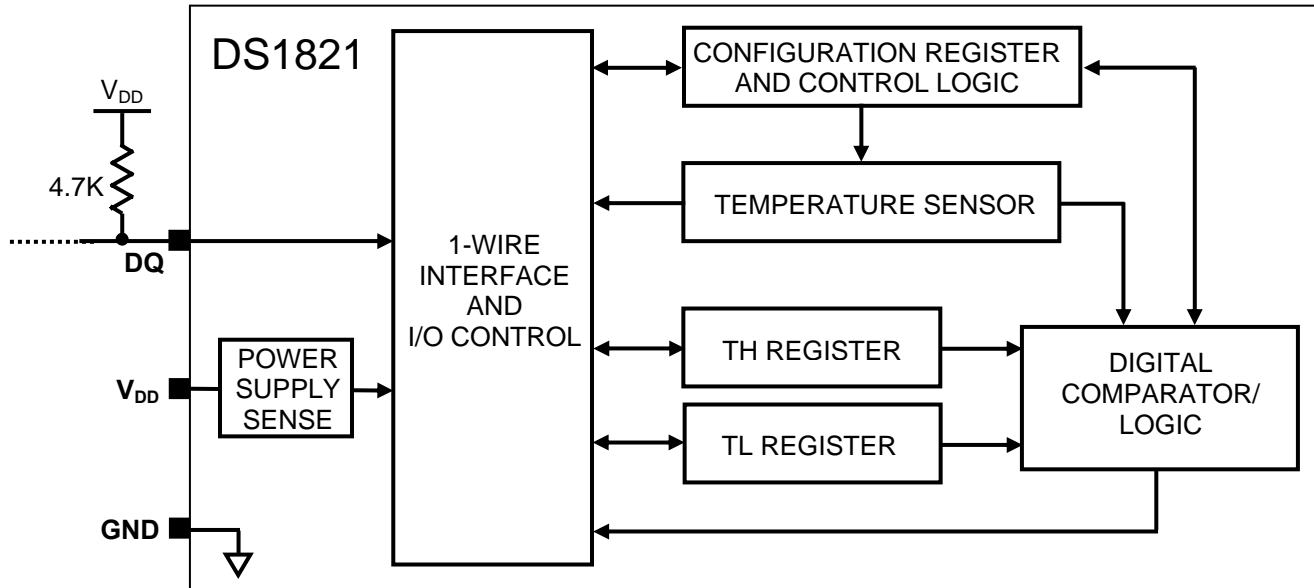 DS1821
V_DD
4.7K
DQ
V_DD
GND
POWER
SUPPLY
SENSE
1-WIRE
INTERFACE
AND
I/O CONTROL
CONFIGURATION REGISTER
AND CONTROL LOGIC
TEMPERATURE SENSOR
TH REGISTER
TL REGISTER
DIGITAL
COMPARATOR/
LOGIC